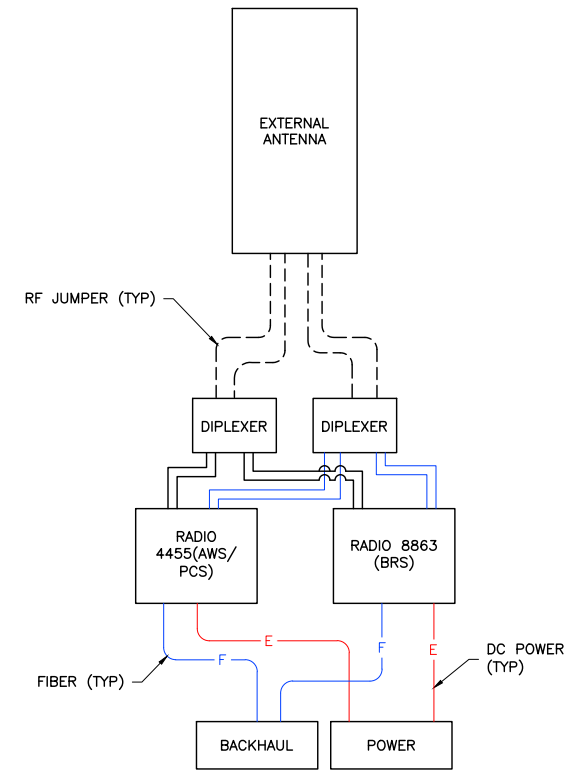 EXTERNAL
ANTENNA
RF JUMPER (TYP)
DIPLEXER
DIPLEXER
RADIO
4455(AWS/
PCS)
RADIO 8863
(BRS)
E
F
F
E
DC POWER
(TYP)
FIBER (TYP)
BACKHAUL
POWER